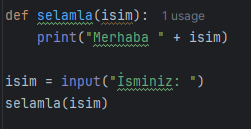 def selamla(isim): 1 usage
    print("Merhaba " + isim)
isim = input("İsminiz: ")
selamla(isim)